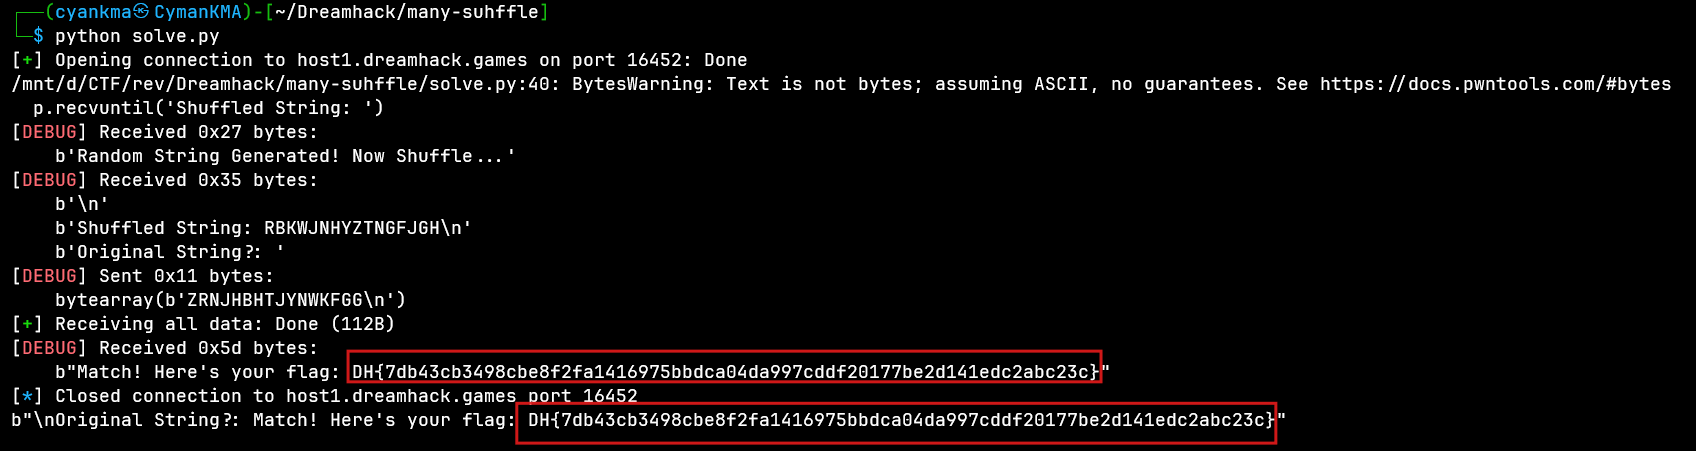 ┌──(cyankma㉿CymanKMA)-[~/Dreamhack/many-suhffle]
└─$ python solve.py
[+] Opening connection to host1.dreamhack.games on port 16452: Done
/mnt/d/CTF/rev/Dreamhack/many-suhffle/solve.py:40: BytesWarning: Text is not bytes; assuming ASCII, no guarantees. See https://docs.pwntools.com/#bytes
  p.recvuntil('Shuffled String: ')
[DEBUG] Received 0x27 bytes:
    b'Random String Generated! Now Shuffle...'
[DEBUG] Received 0x35 bytes:
    b'\n'
    b'Shuffled String: RBKWJNHYZTNGFJGH\n'
    b'Original String?: '
[DEBUG] Sent 0x11 bytes:
    bytearray(b'ZRNJHBHTJYNWKFGG\n')
[+] Receiving all data: Done (112B)
[DEBUG] Received 0x5d bytes:
    b"Match! Here's your flag: DH{7db43cb3498cbe8f2fa1416975bbdca04da997cddf20177be2d141edc2abc23c}"
[*] Closed connection to host1.dreamhack.games port 16452
b"\nOriginal String?: Match! Here's your flag: DH{7db43cb3498cbe8f2fa1416975bbdca04da997cddf20177be2d141edc2abc23c}"